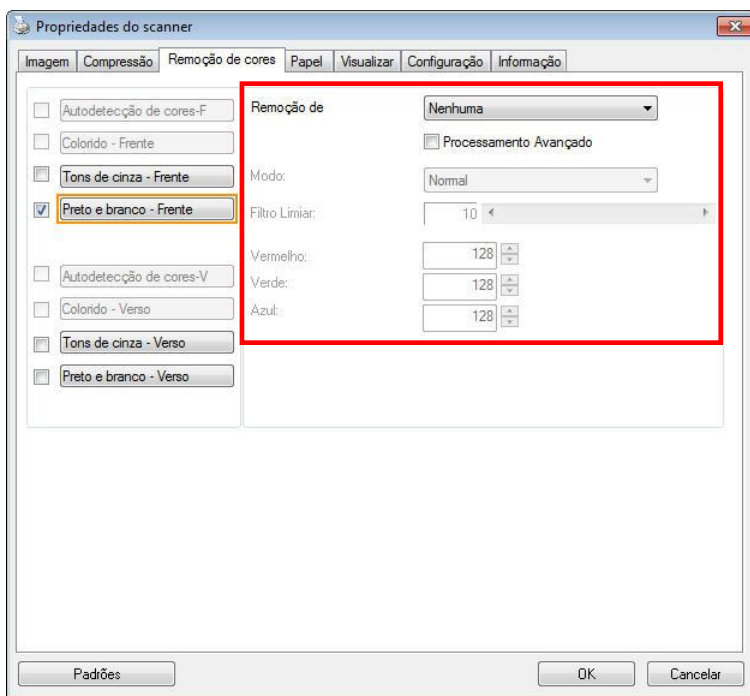 Propriedades do scanner
Imagem Compressão Remoção de cores Papel Visualizar Configuração Informação
Autodetecção de cores-F
Colorido - Frente
Tons de cinza - Frente
Preto e branco - Frente
Autodetecção de cores-V
Colorido - Verso
Tons de cinza - Verso
Preto e branco - Verso
Remoção de Nenhuma
Processamento Avançado
Modo: Normal
Filtro Limiar: 10
Vermelho: 128
Verde: 128
Azul: 128
Padrões OK Cancelar